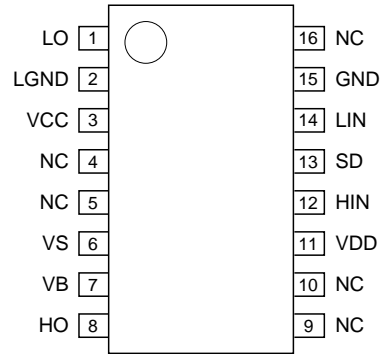 LO 1 16 NC
LGND 2 15 GND
VCC 3 14 LIN
NC 4 13 SD
NC 5 12 HIN
VS 6 11 VDD
VB 7 10 NC
HO 8 9 NC